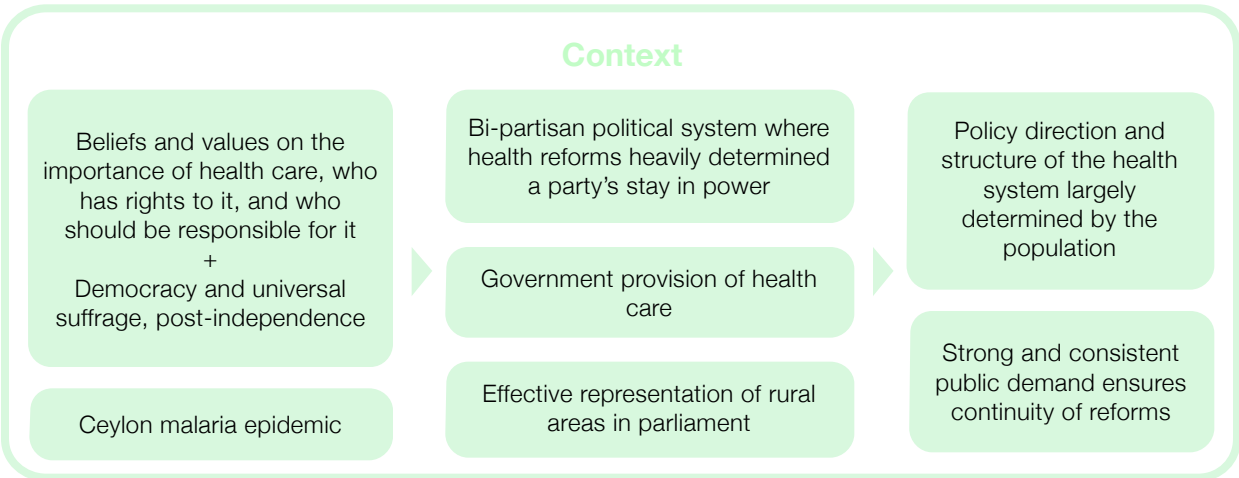 Context
Beliefs and values on the
importance of health care, who
has rights to it, and who
should be responsible for it
+
Democracy and universal
suffrage, post-independence
Ceylon malaria epidemic
Bi-partisan political system where
health reforms heavily determined
a party’s stay in power
Government provision of health
care
Effective representation of rural
areas in parliament
Policy direction and
structure of the health
system largely
determined by the
population
Strong and consistent
public demand ensures
continuity of reforms